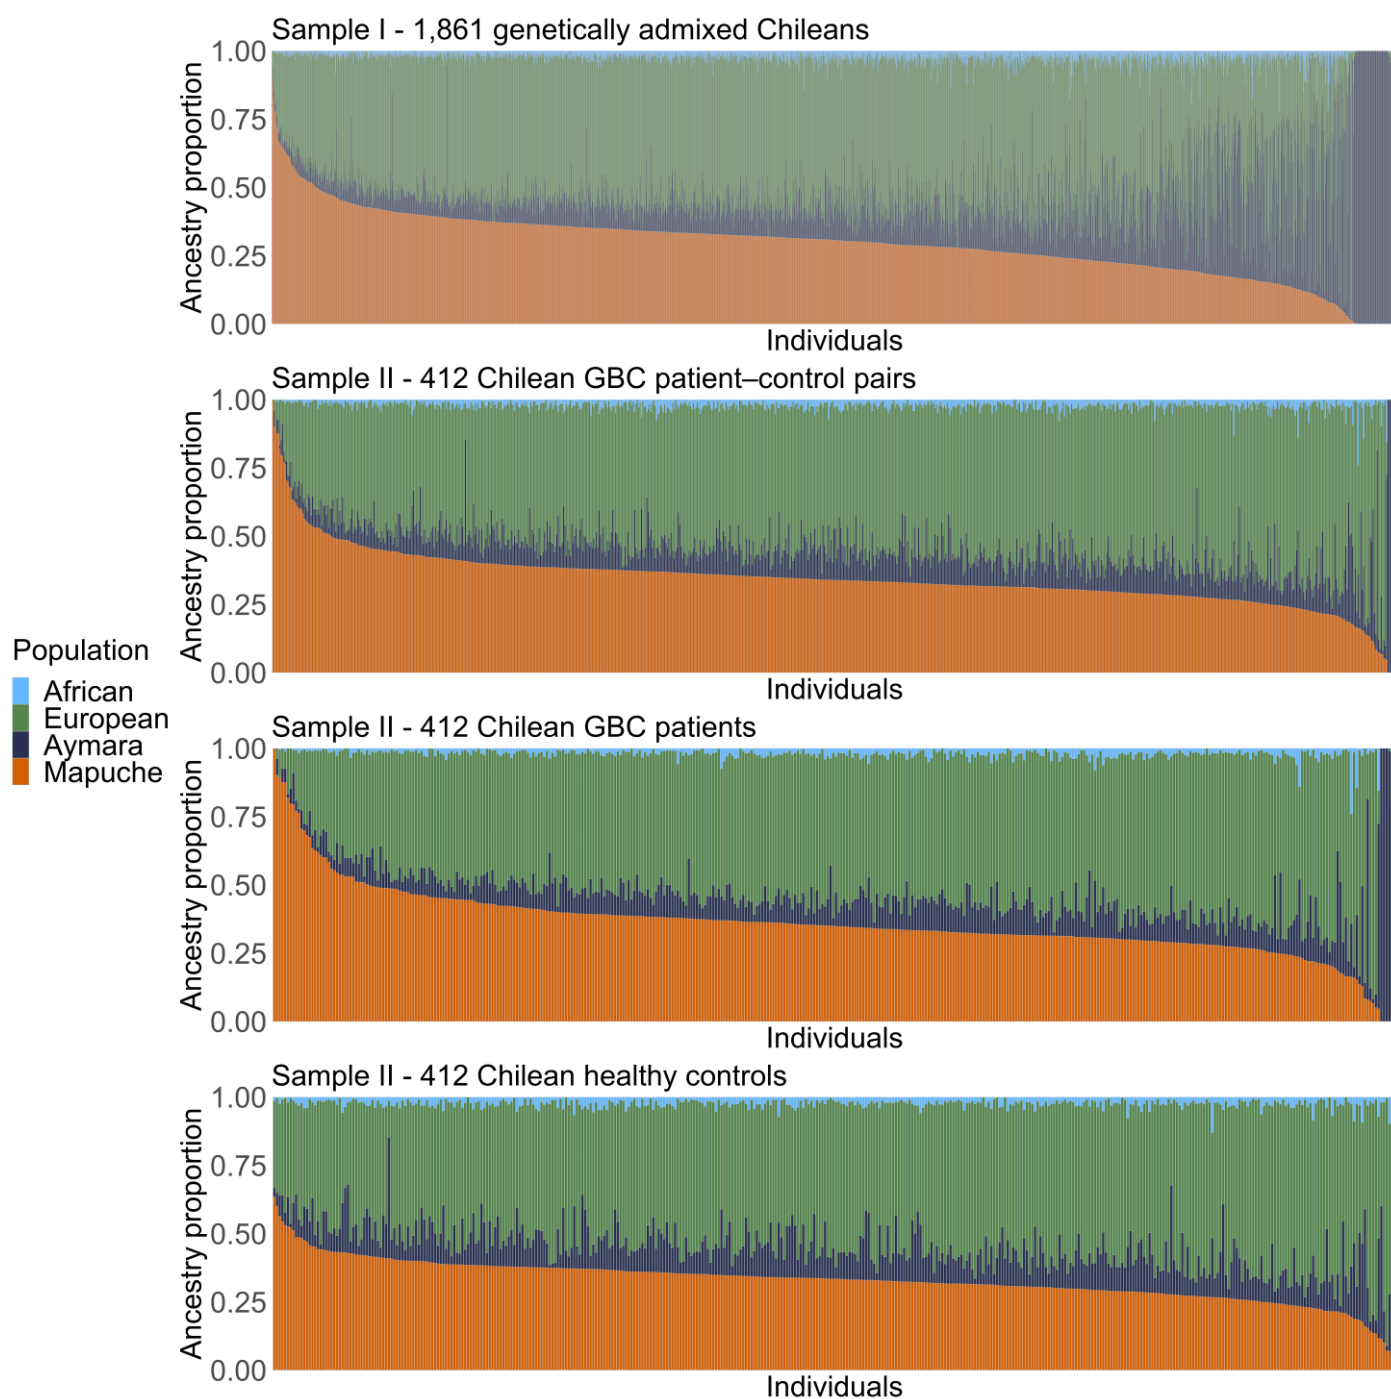 Sample I - 1,861 genetically admixed Chileans
1.00
0.75
0.50
0.25
0.00
Ancestry proportion
Individuals
Sample II - 412 Chilean GBC patient–control pairs
1.00
0.75
0.50
0.25
0.00
Ancestry proportion
Individuals
Population
African
European
Aymara
Mapuche
Sample II - 412 Chilean GBC patients
1.00
0.75
0.50
0.25
0.00
Ancestry proportion
Individuals
Sample II - 412 Chilean healthy controls
1.00
0.75
0.50
0.25
0.00
Ancestry proportion
Individuals